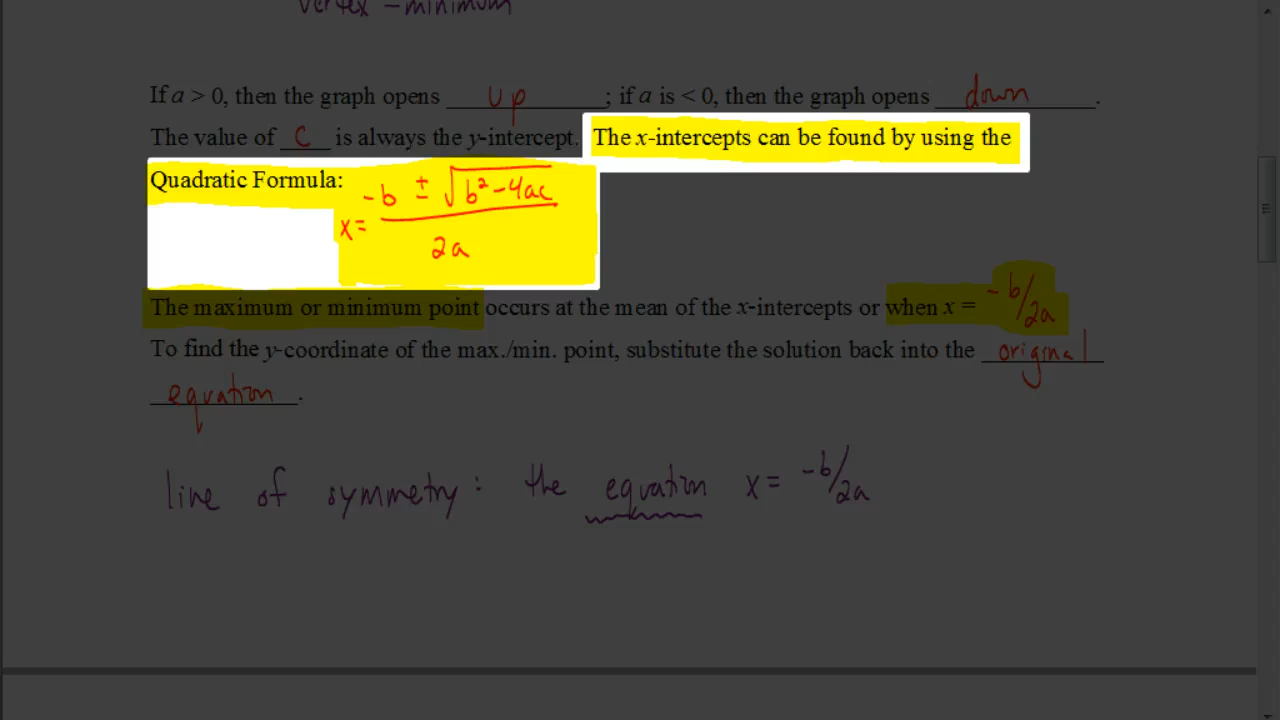 vertex - minimum
If a > 0, then the graph opens up ; if a is < 0, then the graph opens down .
The value of c is always the y-intercept. The x-intercepts can be found by using the
Quadratic Formula: x = -b ± √b² - 4ac / 2a
The maximum or minimum point occurs at the mean of the x-intercepts or when x = -b/2a
To find the y-coordinate of the max./min. point, substitute the solution back into the original
equation .
line of symmetry: the equation x = -b/2a